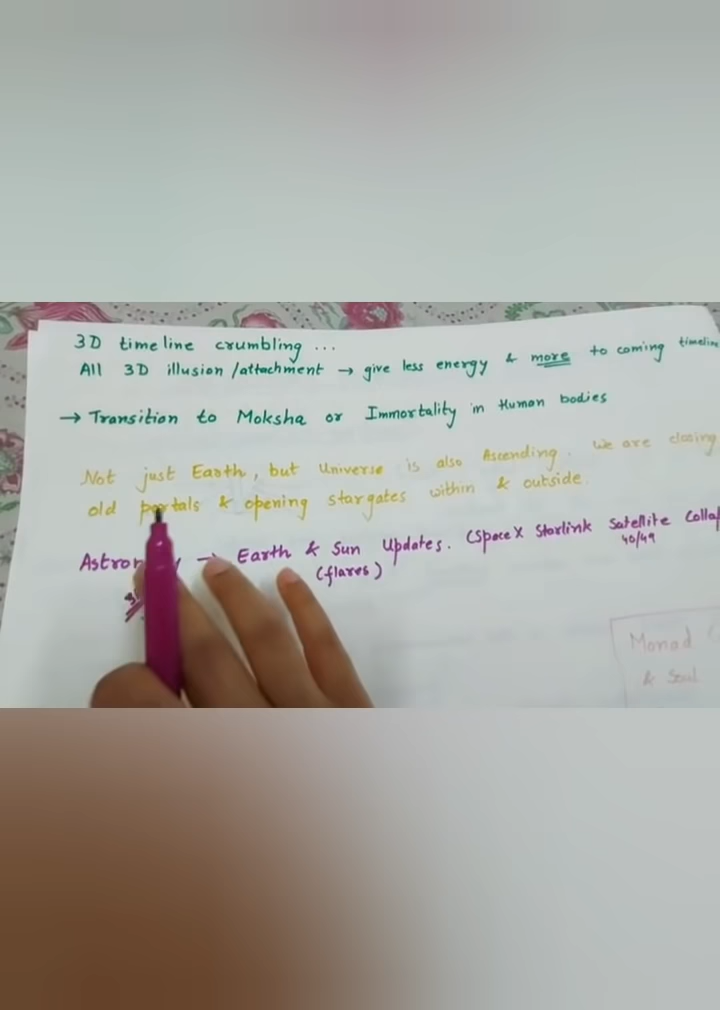 3D timeline crumbling ...
All 3D illusion/attachment → give less energy & more to coming timeline
→ Transition to Moksha or Immortality in Human bodies
Not just Earth, but Universe is also Ascending. We are closing
old portals & opening stargates within & outside.
→ Earth & Sun Updates. (SpaceX Starlink Satellite
(flares) 40/49
Monad
& Soul